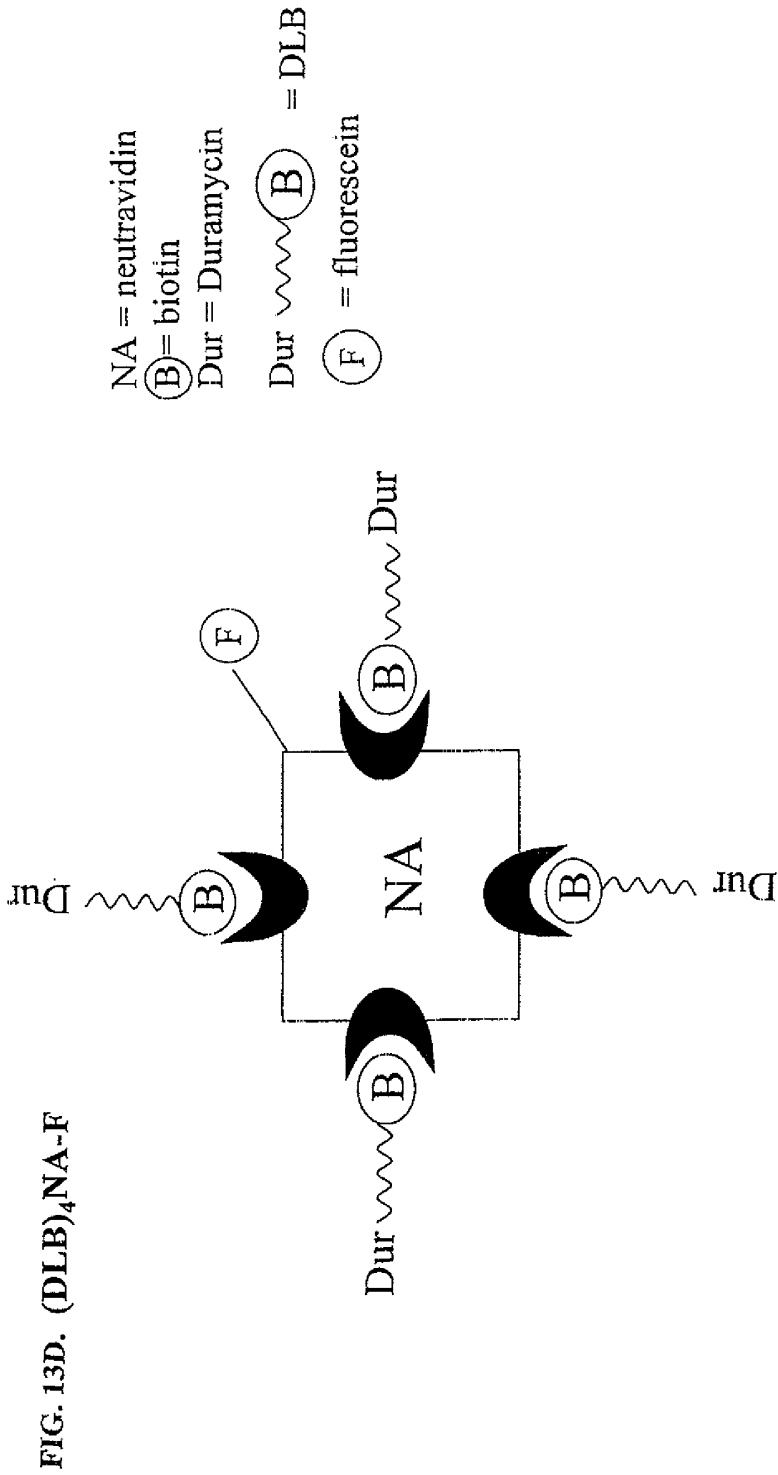 FIG. 13D. (DLB)₄NA-F
Dur
B
F
Dur
B
NA
B
Dur
B
Dur
NA = neutravidin
B = biotin
Dur = Duramycin
Dur B = DLB
F = fluorescein